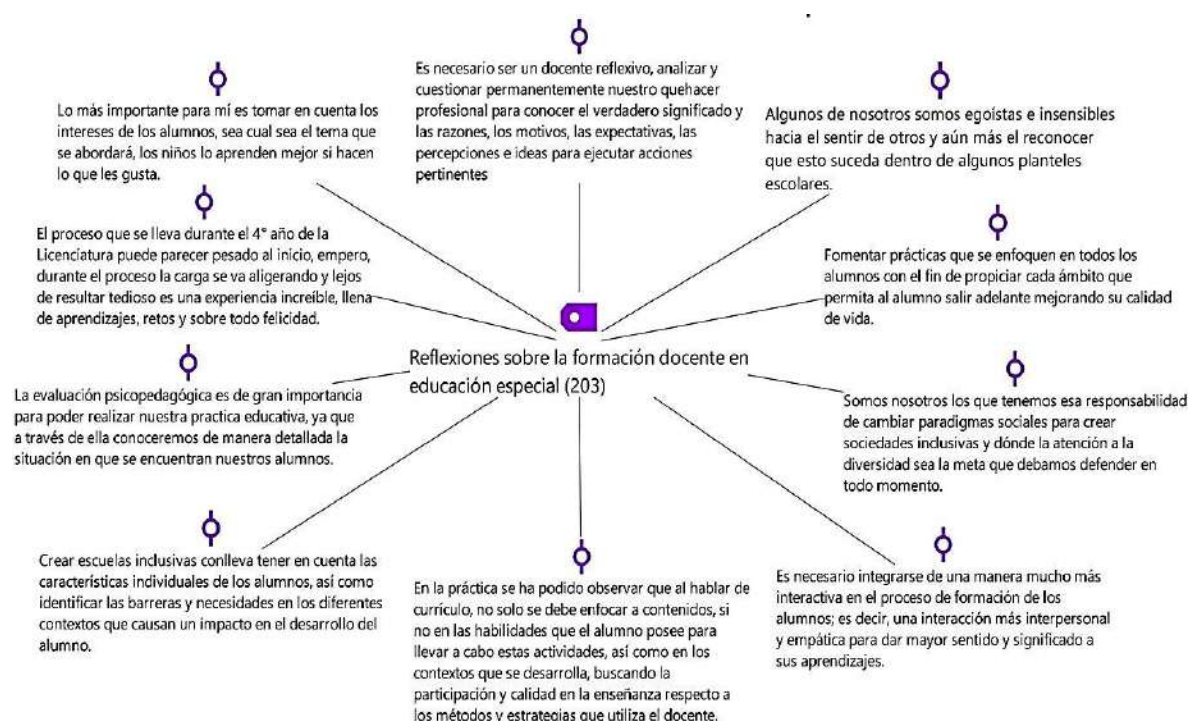 Es necesario ser un docente reflexivo, analizar y
cuestionar permanentemente nuestro quehacer
profesional para conocer el verdadero significado y
las razones, los motivos, las expectativas, las
percepciones e ideas para ejecutar acciones
pertinentes
Lo más importante para mí es tomar en cuenta los
intereses de los alumnos, sea cual sea el tema que
se abordará, los niños lo aprenden mejor si hacen
lo que les gusta.
Algunos de nosotros somos egoístas e insensibles
hacia el sentir de otros y aún más el reconocer
que esto suceda dentro de algunos planteles
escolares.
El proceso que se lleva durante el 4° año de la
Licenciatura puede parecer pesado al inicio, empero,
durante el proceso la carga se va aligerando y lejos
de resultar tedioso es una experiencia increíble, llena
de aprendizajes, retos y sobre todo felicidad.
Fomentar prácticas que se enfoquen en todos los
alumnos con el fin de propiciar cada ámbito que
permita al alumno salir adelante mejorando su calidad
de vida.
Reflexiones sobre la formación docente en
educación especial (203)
La evaluación psicopedagógica es de gran importancia
para poder realizar nuestra practica educativa, ya que
a través de ella conoceremos de manera detallada la
situación en que se encuentran nuestros alumnos.
Somos nosotros los que tenemos esa responsabilidad
de cambiar paradigmas sociales para crear
sociedades inclusivas y dónde la atención a la
diversidad sea la meta que debamos defender en
todo momento.
Crear escuelas inclusivas conlleva tener en cuenta las
características individuales de los alumnos, así como
identificar las barreras y necesidades en los diferentes
contextos que causan un impacto en el desarrollo del
alumno.
En la práctica se ha podido observar que al hablar de
currículo, no solo se debe enfocar a contenidos, si
no en las habilidades que el alumno posee para
llevar a cabo estas actividades, así como en los
contextos que se desarrolla, buscando la
participación y calidad en la enseñanza respecto a
los métodos y estrategias que utiliza el docente.
Es necesario integrarse de una manera mucho más
interactiva en el proceso de formación de los
alumnos; es decir, una interacción más interpersonal
y empática para dar mayor sentido y significado a
sus aprendizajes.